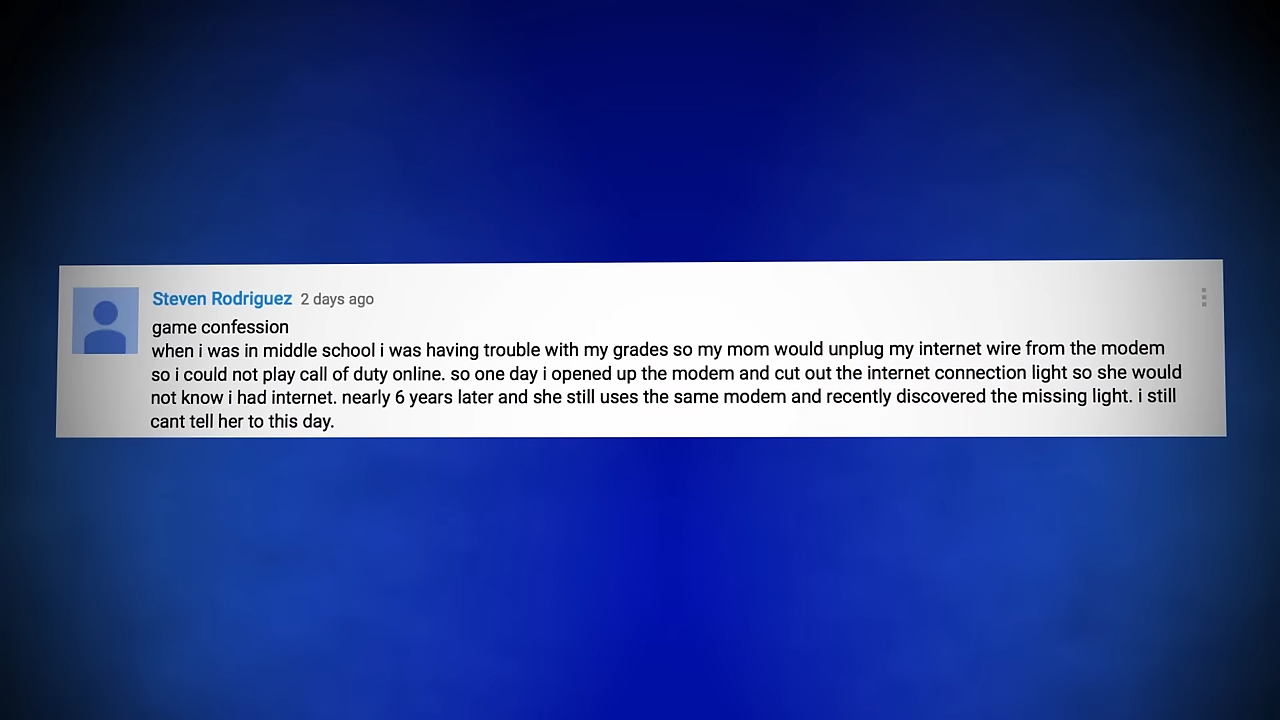 Steven Rodriguez 2 days ago
game confession
when i was in middle school i was having trouble with my grades so my mom would unplug my internet wire from the modem
so i could not play call of duty online. so one day i opened up the modem and cut out the internet connection light so she would
not know i had internet. nearly 6 years later and she still uses the same modem and recently discovered the missing light. i still
cant tell her to this day.